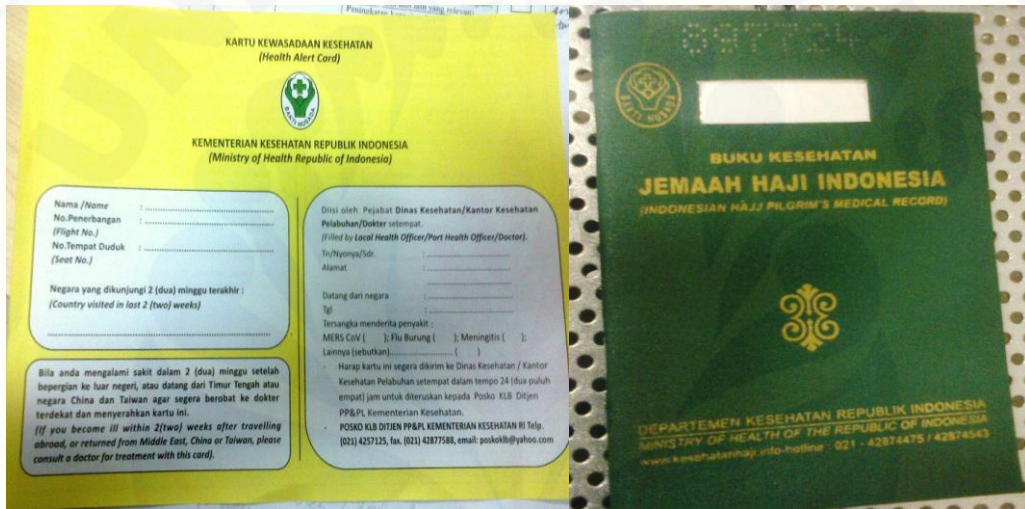 Peningkatan
lain yang relevan:
KARTU KEWASADAAN KESEHATAN
(Health Alert Card)
BAKTI HUSADA
KEMENTERIAN KESEHATAN REPUBLIK INDONESIA
(Ministry of Health Republic of Indonesia)
Nama /Name : ..............................
No.Penerbangan : ..............................
(Flight No.)
No.Tempat Duduk : ..............................
(Seat No.)
Negara yang dikunjungi 2 (dua) minggu terakhir :
(Country visited in last 2 (two) weeks)
............................................................
Bila anda mengalami sakit dalam 2 (dua) minggu setelah
bepergian ke luar negeri, atau datang dari Timur Tengah atau
negara China dan Taiwan agar segera berobat ke dokter
terdekat dan menyerahkan kartu ini.
(If you become ill within 2(two) weeks after travelling
abroad, or returned from Middle East, China or Taiwan, please
consult a doctor for treatment with this card).
Diisi oleh Pejabat Dinas Kesehatan/Kantor Kesehatan
Pelabuhan/Dokter setempat.
(Filled by Local Health Officer/Port Health Officer/Doctor).
Tn/Nyonya/Sdr. : ..............................
Alamat : ..............................
..............................
Datang dari negara : ..............................
Tgl : ..............................
Tersangka menderita penyakit :
MERS CoV ( ); Flu Burung ( ); Meningitis ( );
Lainnya (sebutkan)...................... ( )
- Harap kartu ini segera dikirim ke Dinas Kesehatan / Kantor
Kesehatan Pelabuhan setempat dalam tempo 24 (dua puluh
empat) jam untuk diteruskan kepada Posko KLB Ditjen
PP&PL Kementerian Kesehatan.
- POSKO KLB DITJEN PP&PL KEMENTERIAN KESEHATAN RI Telp.
(021) 4257125, fax. (021) 42877588, email: poskoklb@yahoo.com
BAKTI HUSADA
BUKU KESEHATAN
JEMAAH HAJI INDONESIA
(INDONESIAN HAJJ PILGRIM'S MEDICAL RECORD)
DEPARTEMEN KESEHATAN REPUBLIK INDONESIA
MINISTRY OF HEALTH OF THE REPUBLIC OF INDONESIA
www.kesehatanhaji.info-hotline : 021 - 42874475 / 42874543